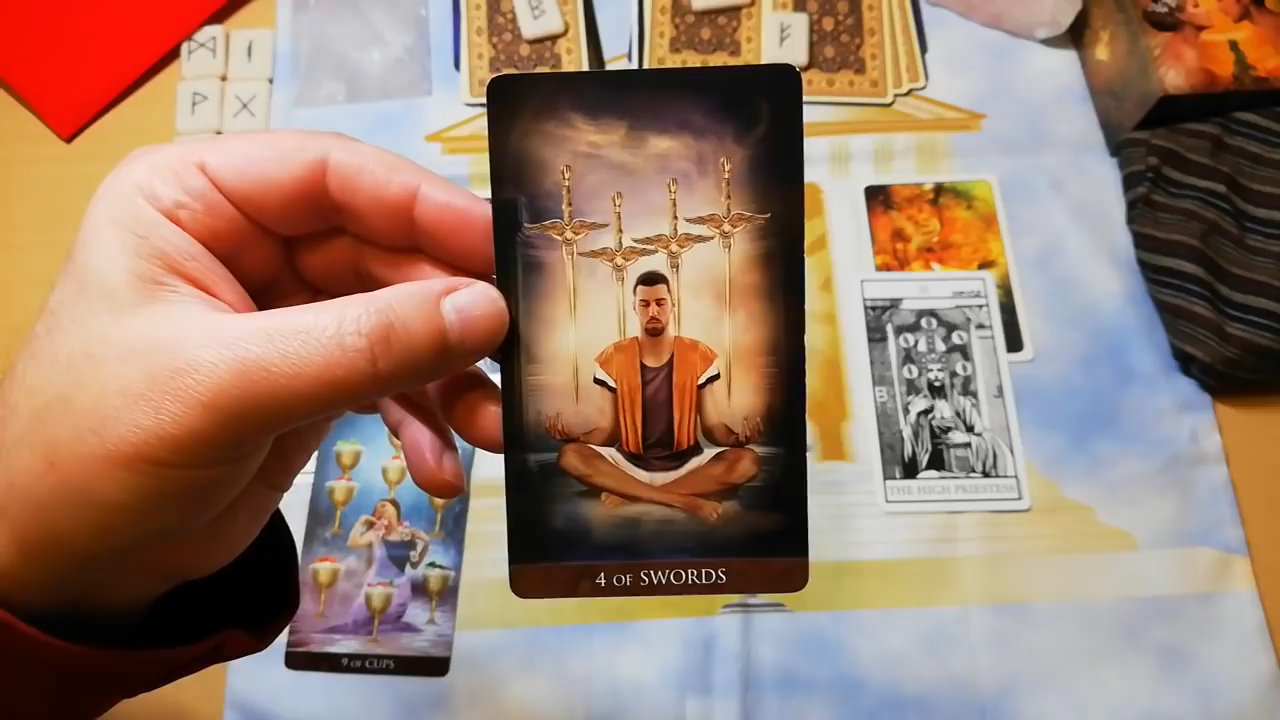 4 OF SWORDS
THE HIGH PRIESTESS
B
J
9 OF CUPS